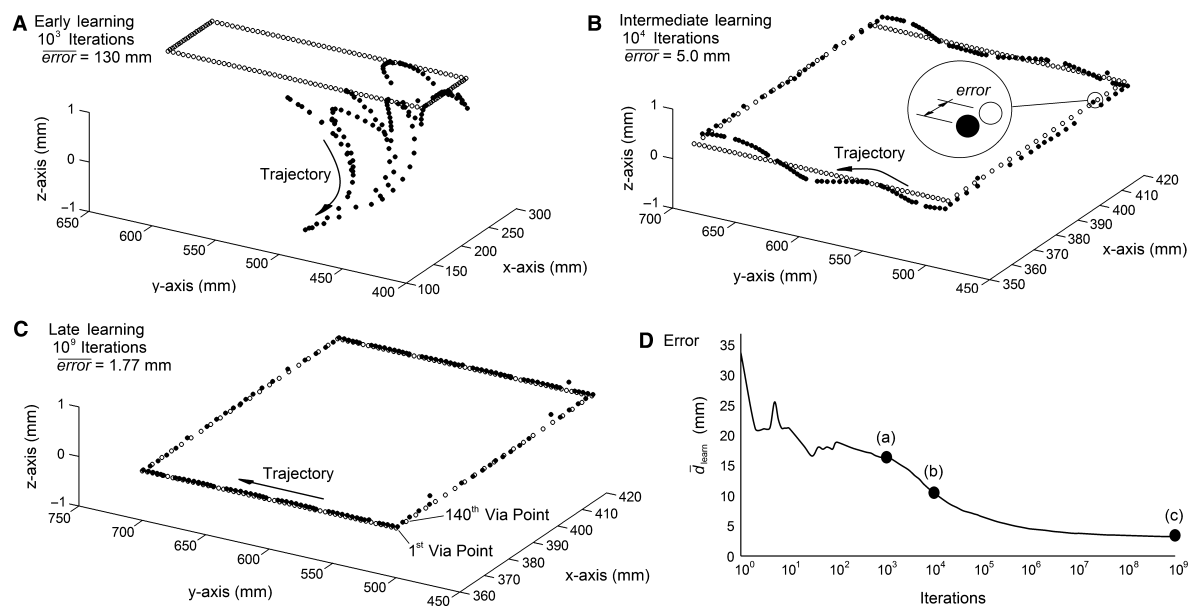 A Early learning
10³ Iterations
error = 130 mm
z-axis (mm)
1
0
−1
650
600
550
500
450
400
y-axis (mm)
100
150
200
250
300
x-axis (mm)
Trajectory
B Intermediate learning
10⁴ Iterations
error = 5.0 mm
z-axis (mm)
1
0
−1
700
650
600
550
500
450
y-axis (mm)
350
360
370
380
390
400
410
420
x-axis (mm)
error
Trajectory
C Late learning
10⁹ Iterations
error = 1.77 mm
z-axis (mm)
1
0
−1
750
700
650
600
550
500
450
y-axis (mm)
360
370
380
390
400
410
420
x-axis (mm)
Trajectory
140th Via Point
1st Via Point
D Error
d̄learn (mm)
35
30
25
20
15
10
5
0
(a)
(b)
(c)
10⁰ 10¹ 10² 10³ 10⁴ 10⁵ 10⁶ 10⁷ 10⁸ 10⁹
Iterations